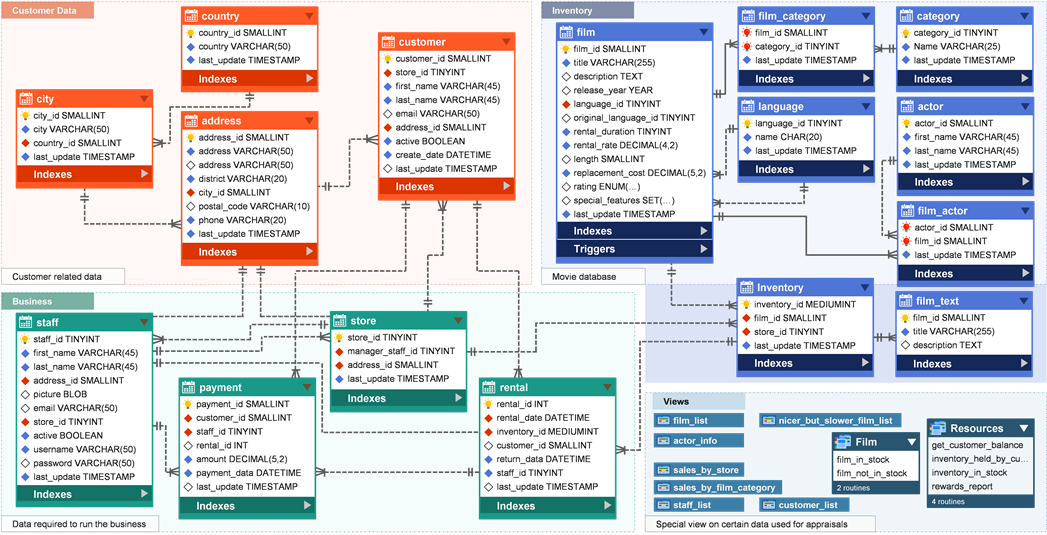 Customer Data
country
country_id SMALLINT
country VARCHAR(50)
last_update TIMESTAMP
Indexes
customer
customer_id SMALLINT
store_id TINYINT
first_name VARCHAR(45)
last_name VARCHAR(45)
email VARCHAR(50)
address_id SMALLINT
active BOOLEAN
create_date DATETIME
last_update TIMESTAMP
Indexes
city
city_id SMALLINT
city VARCHAR(50)
country_id SMALLINT
last_update TIMESTAMP
Indexes
address
address_id SMALLINT
address VARCHAR(50)
address VARCHAR(50)
district VARCHAR(20)
city_id SMALLINT
postal_code VARCHAR(10)
phone VARCHAR(20)
last_update TIMESTAMP
Indexes
Customer related data
Inventory
film
film_id SMALLINT
title VARCHAR(255)
description TEXT
release_year YEAR
language_id TINYINT
original_language_id TINYINT
rental_duration TINYINT
rental_rate DECIMAL(4,2)
length SMALLINT
replacement_cost DECIMAL(5,2)
rating ENUM(...)
special_features SET(...)
last_update TIMESTAMP
Indexes
Triggers
film_category
film_id SMALLINT
category_id TINYINT
last_update TIMESTAMP
Indexes
category
category_id TINYINT
Name VARCHAR(25)
last_update TIMESTAMP
Indexes
language
language_id TINYINT
name CHAR(20)
last_update TIMESTAMP
Indexes
actor
actor_id SMALLINT
first_name VARCHAR(45)
last_name VARCHAR(45)
last_update TIMESTAMP
Indexes
film_actor
actor_id SMALLINT
film_id SMALLINT
last_update TIMESTAMP
Indexes
Movie database
Inventory
inventory_id MEDIUMINT
film_id SMALLINT
store_id TINYINT
last_update TIMESTAMP
Indexes
film_text
film_id SMALLINT
title VARCHAR(255)
description TEXT
Indexes
Business
staff
staff_id TINYINT
first_name VARCHAR(45)
last_name VARCHAR(45)
address_id SMALLINT
picture BLOB
email VARCHAR(50)
store_id TINYINT
active BOOLEAN
username VARCHAR(50)
password VARCHAR(50)
last_update TIMESTAMP
Indexes
store
store_id TINYINT
manager_staff_id TINYINT
address_id SMALLINT
last_update TIMESTAMP
Indexes
payment
payment_id SMALLINT
customer_id SMALLINT
staff_id TINYINT
rental_id INT
amount DECIMAL(5,2)
payment_data DATETIME
last_update TIMESTAMP
Indexes
rental
rental_id INT
rental_date DATETIME
inventory_id MEDIUMINT
customer_id SMALLINT
return_data DATETIME
staff_id TINYINT
last_update TIMESTAMP
Indexes
Data required to run the business
Views
film_list
nicer_but_slower_film_list
actor_info
sales_by_store
sales_by_film_category
staff_list
customer_list
Film
film_in_stock
film_not_in_stock
2 routines
Resources
get_customer_balance
inventory_held_by_cu...
inventory_in_stock
rewards_report
4 routines
Special view on certain data used for appraisals